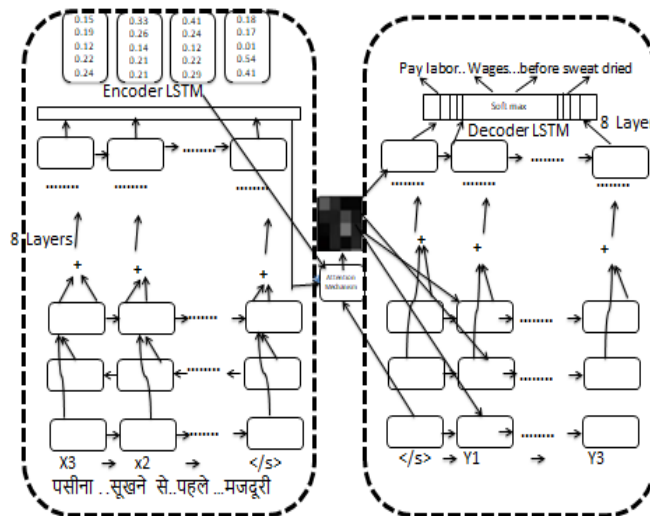 0.15 0.33 0.41 0.18
0.19 0.26 0.24 0.17
0.12 0.14 0.12 0.01
0.22 0.21 0.22 0.54
0.24 0.21 0.29 0.41
Encoder LSTM
........
........ ........ ........
8 Layers
+ + +
........
........
........
X3 x2 </s>
पसीना ..सूखने से..पहले ...मजदूरी
Attention
Mechanism
Pay labor.. Wages...before sweat dried
Soft max
Decoder LSTM
8 Layer
........
........ ........ ........
+ + +
........
........
........
</s> Y1 Y3